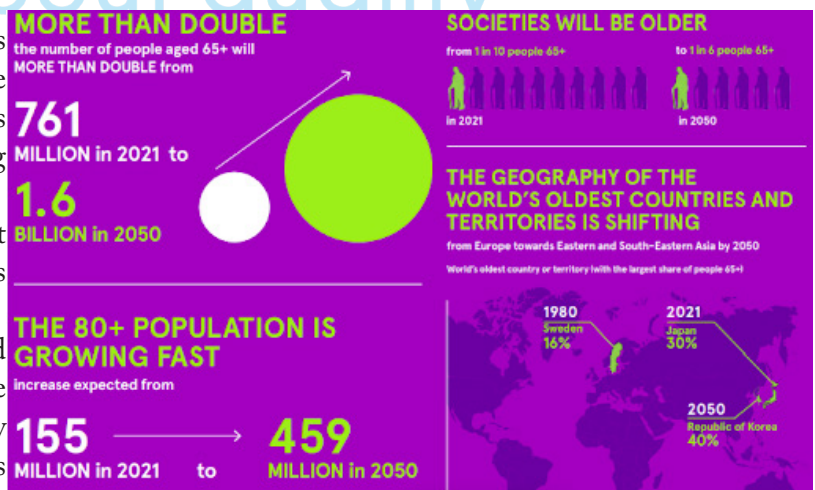 MORE THAN DOUBLE
the number of people aged 65+ will
MORE THAN DOUBLE from
761
MILLION in 2021 to
1.6
BILLION in 2050
THE 80+ POPULATION IS
GROWING FAST
increase expected from
155
MILLION in 2021 to
459
MILLION in 2050
SOCIETIES WILL BE OLDER
from 1 in 10 people 65+
in 2021
to 1 in 6 people 65+
in 2050
THE GEOGRAPHY OF THE
WORLD'S OLDEST COUNTRIES AND
TERRITORIES IS SHIFTING
from Europe towards Eastern and South-Eastern Asia by 2050
World's oldest country or territory (with the largest share of people 65+)
1980
Sweden
16%
2021
Japan
30%
2050
Republic of Korea
40%